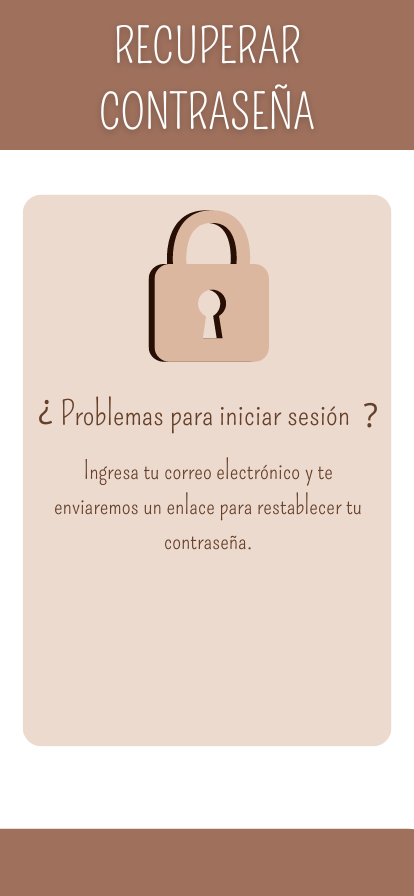 RECUPERAR
CONTRASEÑA
¿ Problemas para iniciar sesión ?
Ingresa tu correo electrónico y te
enviaremos un enlace para restablecer tu
contraseña.